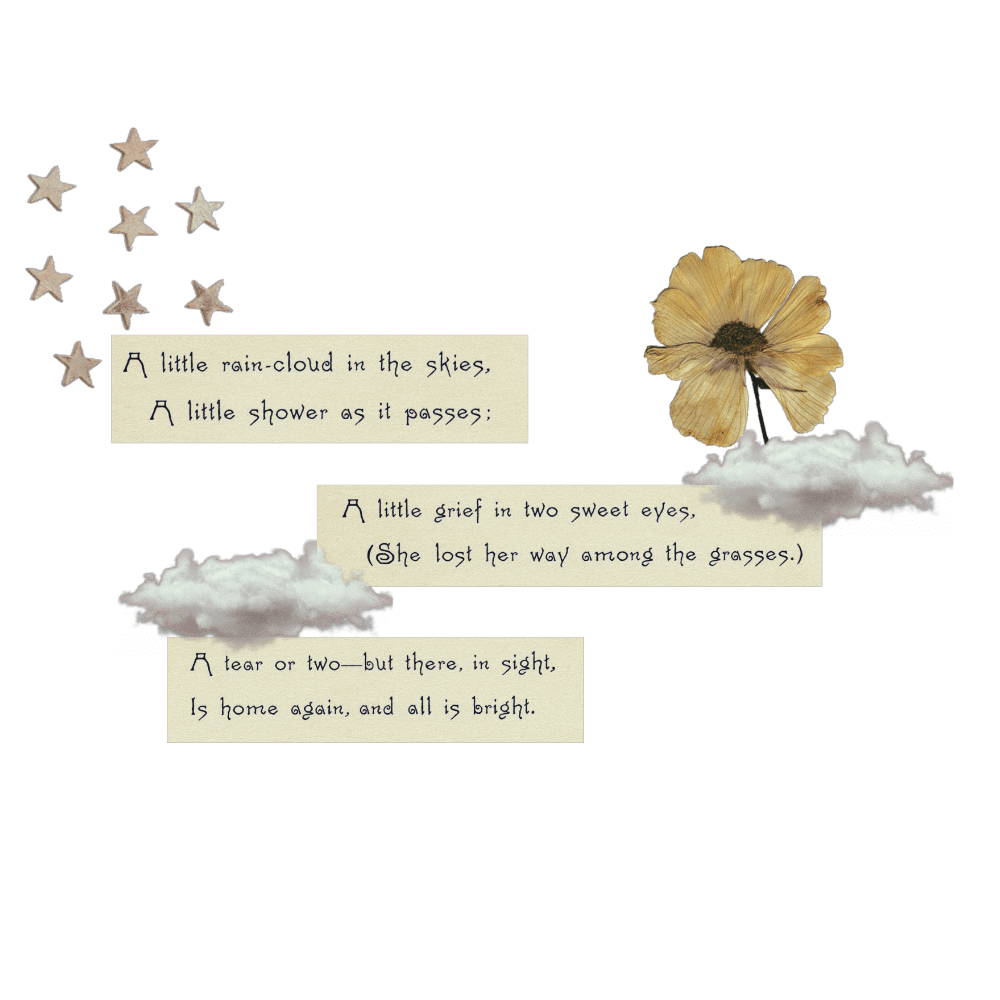 A little rain-cloud in the skies,
A little shower as it passes;
A little grief in two sweet eyes,
(She lost her way among the grasses.)
A tear or two—but there, in sight,
Is home again, and all is bright.